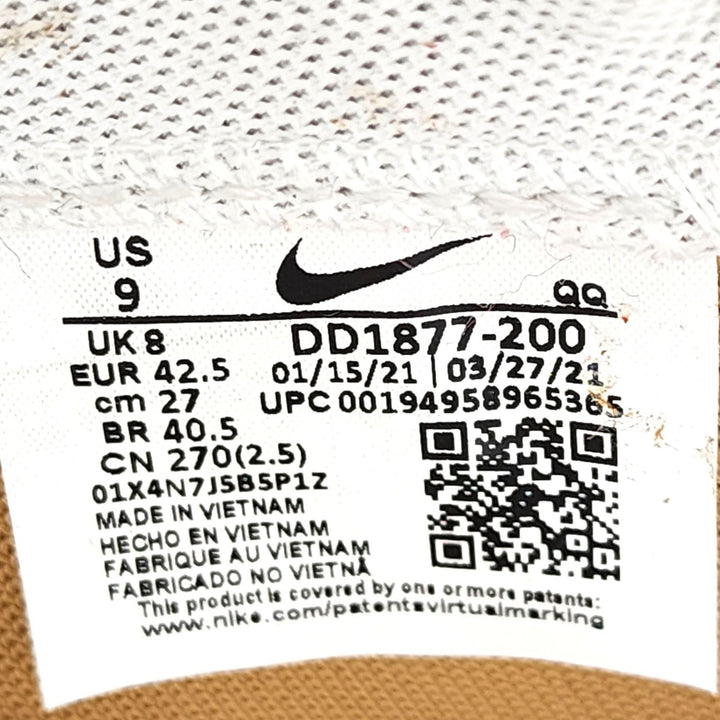 US
9
QQ
UK 8
DD1877-200
EUR 42.5
01/15/21 | 03/27/21
cm 27
UPC 00194958965365
BR 40.5
CN 270(2.5)
01X4N7J5B5P1Z
MADE IN VIETNAM
HECHO EN VIETNAM
FABRIQUE AU VIETNAM
FABRICADO NO VIETNÃ
This product is covered by one or more patents:
www.nike.com/patentsvirtualmarking